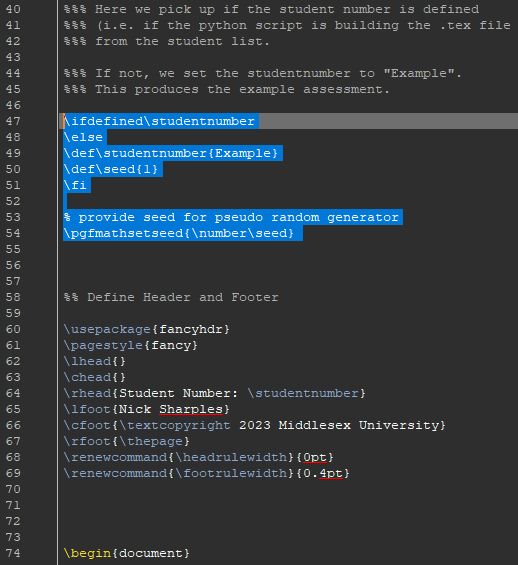 40 %%% Here we pick up if the student number is defined
41 %%% (i.e. if the python script is building the .tex file
42 %%% from the student list.
43
44 %%% If not, we set the studentnumber to "Example".
45 %%% This produces the example assessment.
46
47 \ifdefined\studentnumber
48 \else
49 \def\studentnumber{Example}
50 \def\seed{1}
51 \fi
52
53 % provide seed for pseudo random generator
54 \pgfmathsetseed{\number\seed}
55
56
57
58 %% Define Header and Footer
59
60 \usepackage{fancyhdr}
61 \pagestyle{fancy}
62 \lhead{}
63 \chead{}
64 \rhead{Student Number: \studentnumber}
65 \lfoot{Nick Sharples}
66 \cfoot{\textcopyright 2023 Middlesex University}
67 \rfoot{\thepage}
68 \renewcommand{\headrulewidth}{0pt}
69 \renewcommand{\footrulewidth}{0.4pt}
70
71
72
73
74 \begin{document}